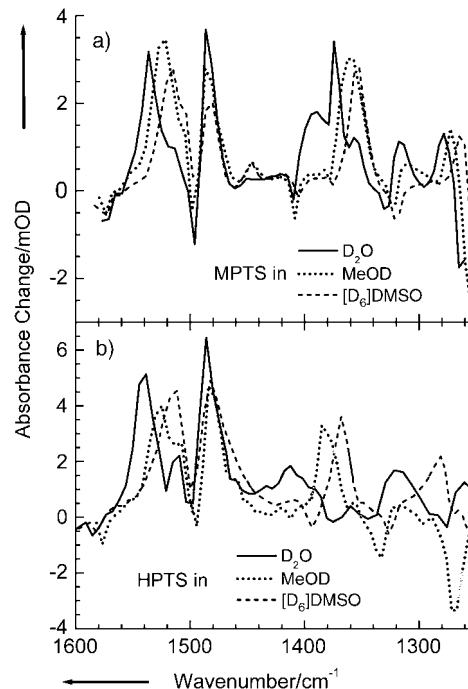 a)
4
2
0
-2
D₂O
MPTS in
MeOD
[D₆]DMSO
Absorbance Change/mOD
b)
6
4
2
0
-2
-4
D₂O
HPTS in
MeOD
[D₆]DMSO
1600 1500 1400 1300
Wavenumber/cm⁻¹